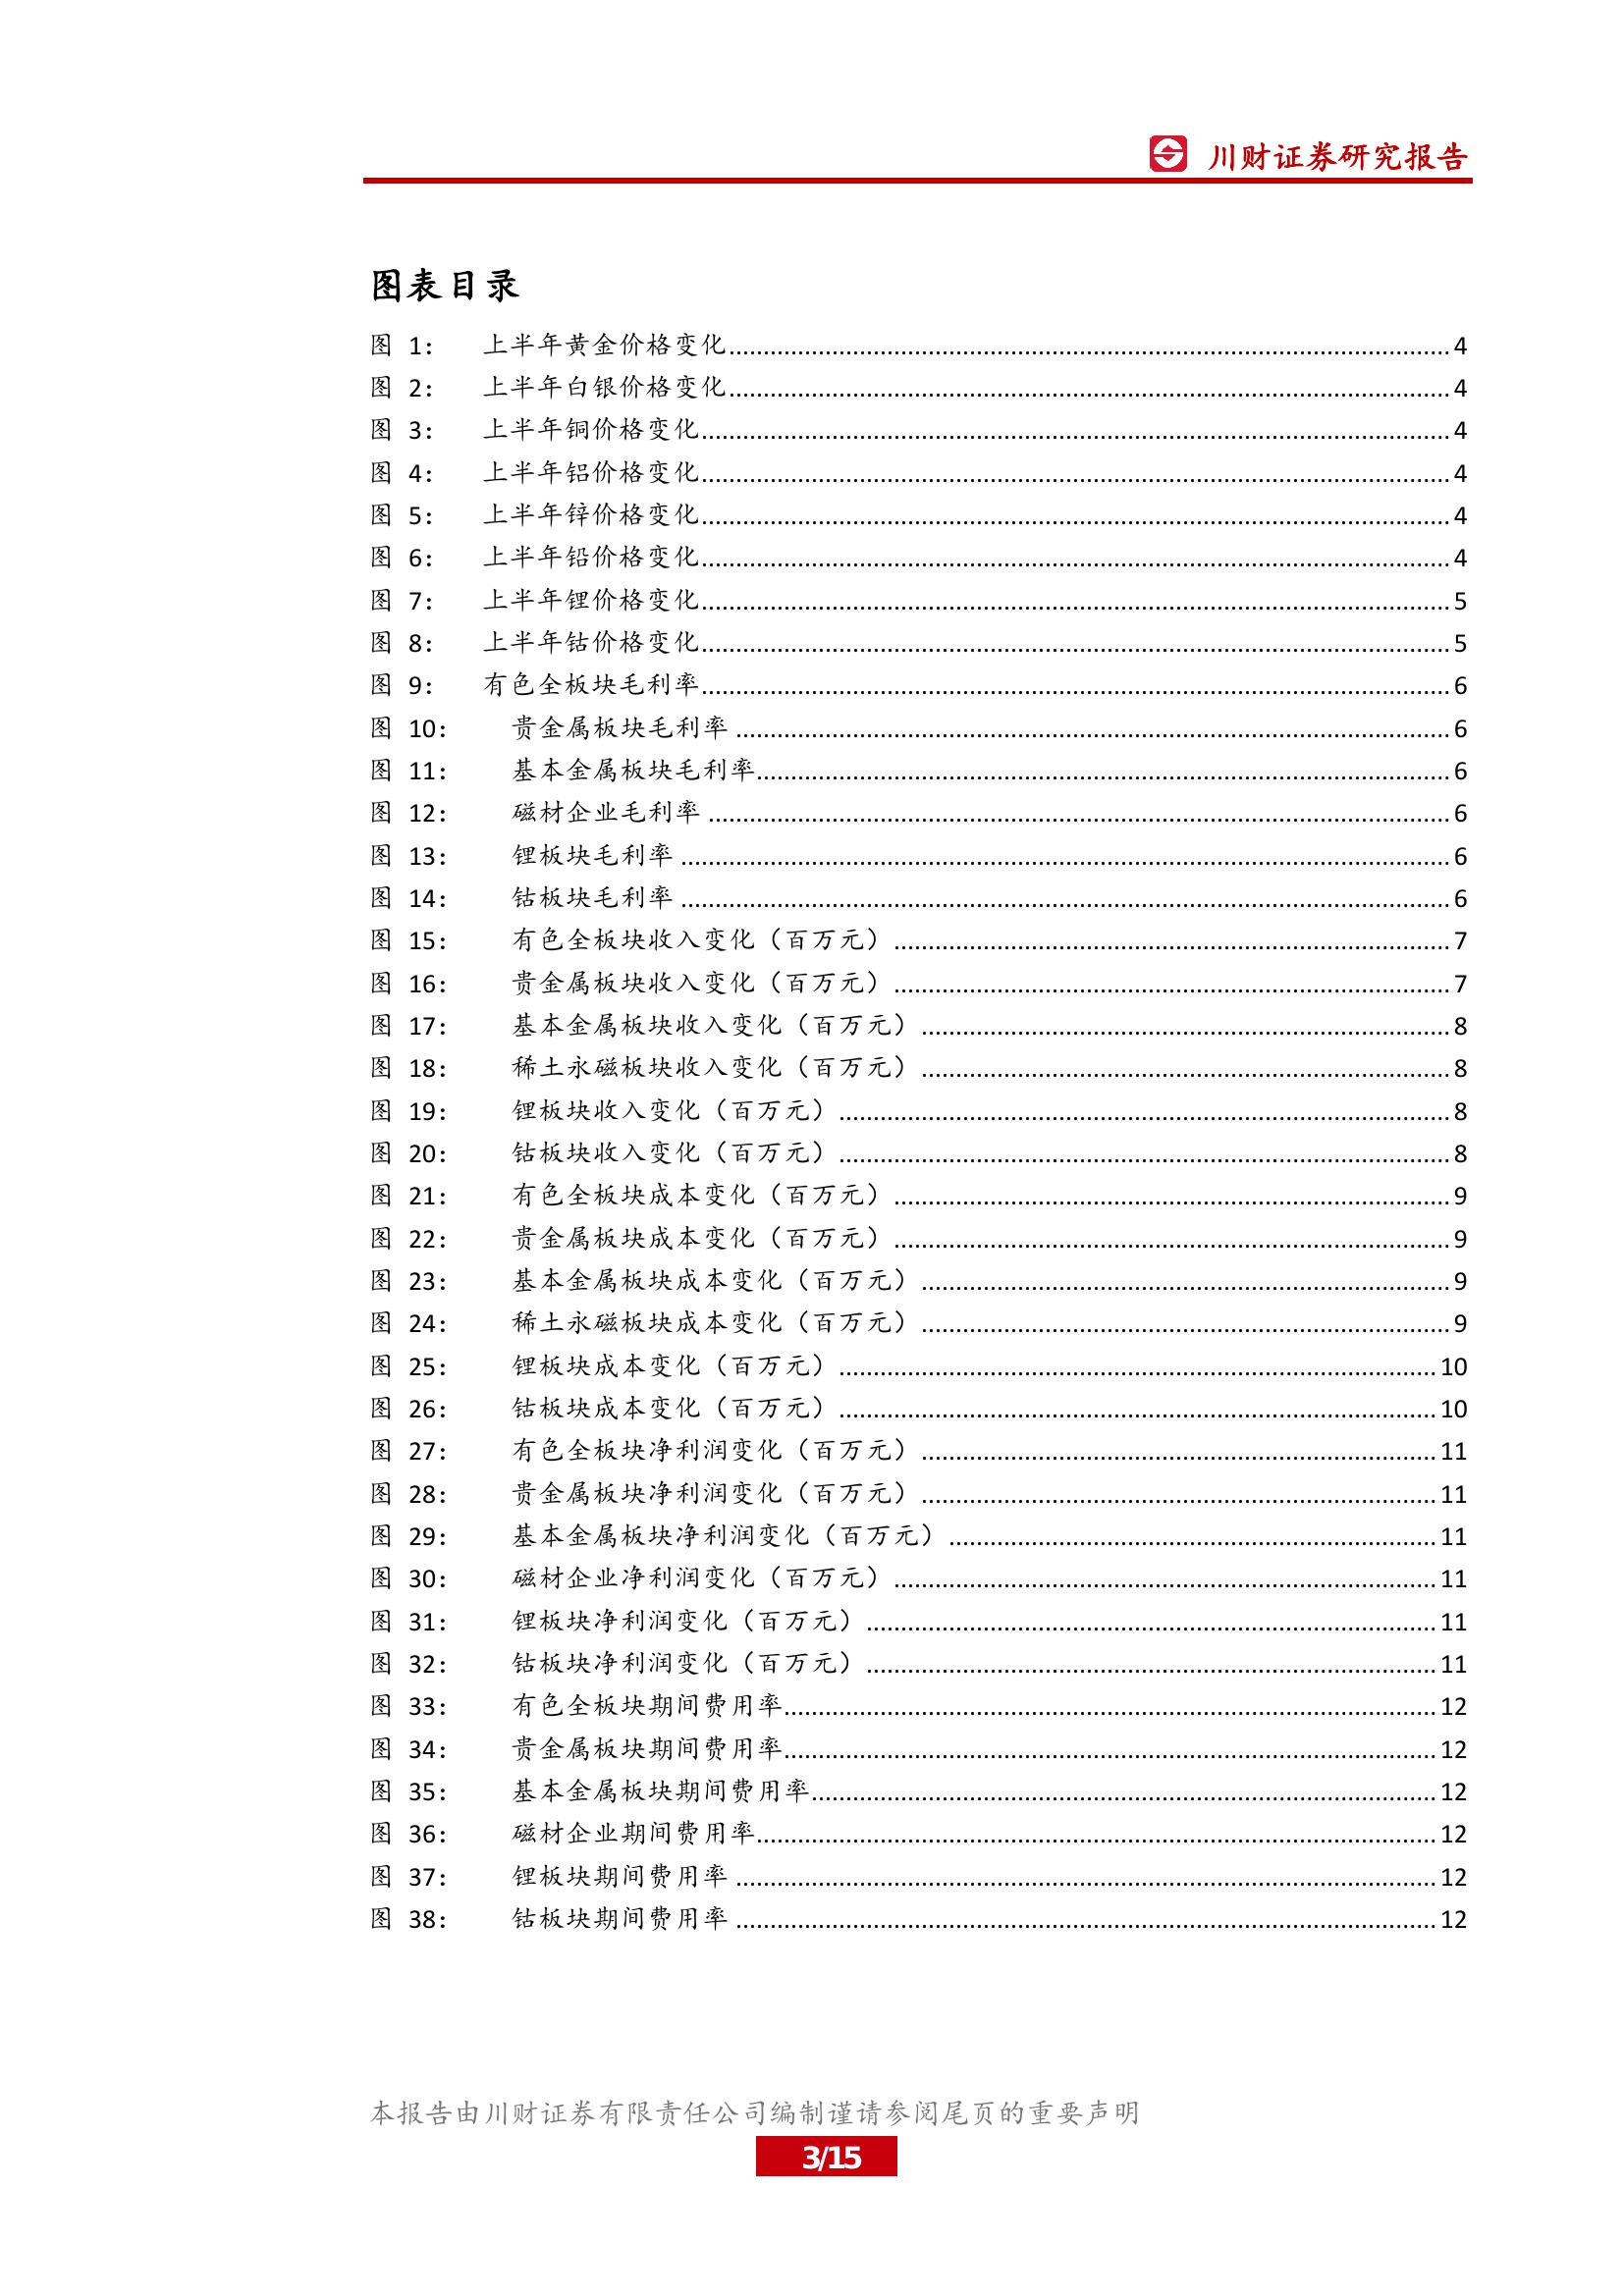 川财证券研究报告
图表目录
图 1: 上半年黄金价格变化 4
图 2: 上半年白银价格变化 4
图 3: 上半年铜价格变化 4
图 4: 上半年铝价格变化 4
图 5: 上半年锌价格变化 4
图 6: 上半年铅价格变化 4
图 7: 上半年锂价格变化 5
图 8: 上半年钴价格变化 5
图 9: 有色全板块毛利率 6
图 10: 贵金属板块毛利率 6
图 11: 基本金属板块毛利率 6
图 12: 磁材企业毛利率 6
图 13: 锂板块毛利率 6
图 14: 钴板块毛利率 6
图 15: 有色全板块收入变化（百万元） 7
图 16: 贵金属板块收入变化（百万元） 7
图 17: 基本金属板块收入变化（百万元） 8
图 18: 稀土永磁板块收入变化（百万元） 8
图 19: 锂板块收入变化（百万元） 8
图 20: 钴板块收入变化（百万元） 8
图 21: 有色全板块成本变化（百万元） 9
图 22: 贵金属板块成本变化（百万元） 9
图 23: 基本金属板块成本变化（百万元） 9
图 24: 稀土永磁板块成本变化（百万元） 9
图 25: 锂板块成本变化（百万元） 10
图 26: 钴板块成本变化（百万元） 10
图 27: 有色全板块净利润变化（百万元） 11
图 28: 贵金属板块净利润变化（百万元） 11
图 29: 基本金属板块净利润变化（百万元） 11
图 30: 磁材企业净利润变化（百万元） 11
图 31: 锂板块净利润变化（百万元） 11
图 32: 钴板块净利润变化（百万元） 11
图 33: 有色全板块期间费用率 12
图 34: 贵金属板块期间费用率 12
图 35: 基本金属板块期间费用率 12
图 36: 磁材企业期间费用率 12
图 37: 锂板块期间费用率 12
图 38: 钴板块期间费用率 12
本报告由川财证券有限责任公司编制谨请参阅尾页的重要声明
3/15